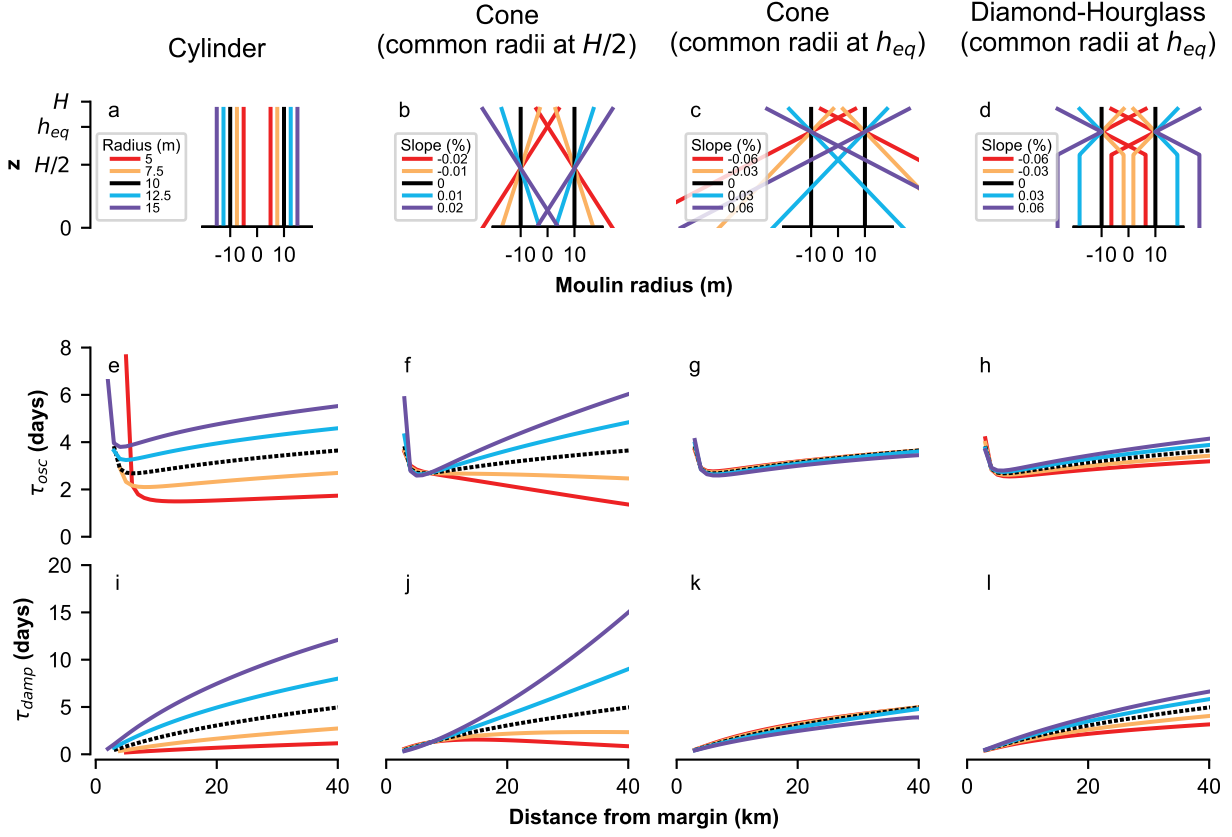 Cylinder
Cone
(common radii at H/2)
Cone
(common radii at h_eq)
Diamond-Hourglass
(common radii at h_eq)
z
H
h_eq
H/2
0
a
Radius (m)
5
7.5
10
12.5
15
-10 0 10
b
Slope (%)
-0.02
-0.01
0
0.01
0.02
-10 0 10
c
Slope (%)
-0.06
-0.03
0
0.03
0.06
-10 0 10
d
Slope (%)
-0.06
-0.03
0
0.03
0.06
-10 0 10
Moulin radius (m)
τ_osc (days)
8
6
4
2
0
e
f
g
h
τ_damp (days)
20
15
10
5
0
i
j
k
l
0 20 40
0 20 40
0 20 40
0 20 40
Distance from margin (km)